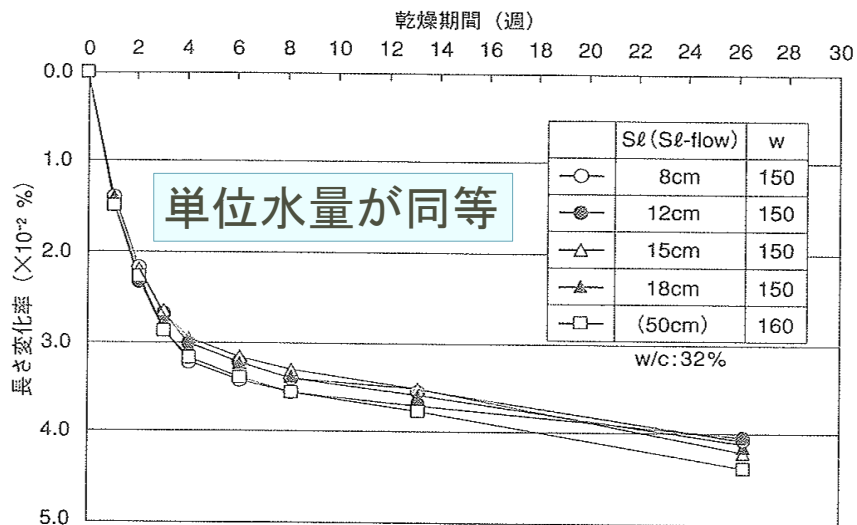 乾燥期間（週）
0 2 4 6 8 10 12 14 16 18 20 22 24 26 28 30
0.0
1.0
2.0
3.0
4.0
5.0
長さ変化率（×10⁻² %）
単位水量が同等
Sℓ(Sℓ-flow) w
8cm 150
12cm 150
15cm 150
18cm 150
(50cm) 160
w/c:32%